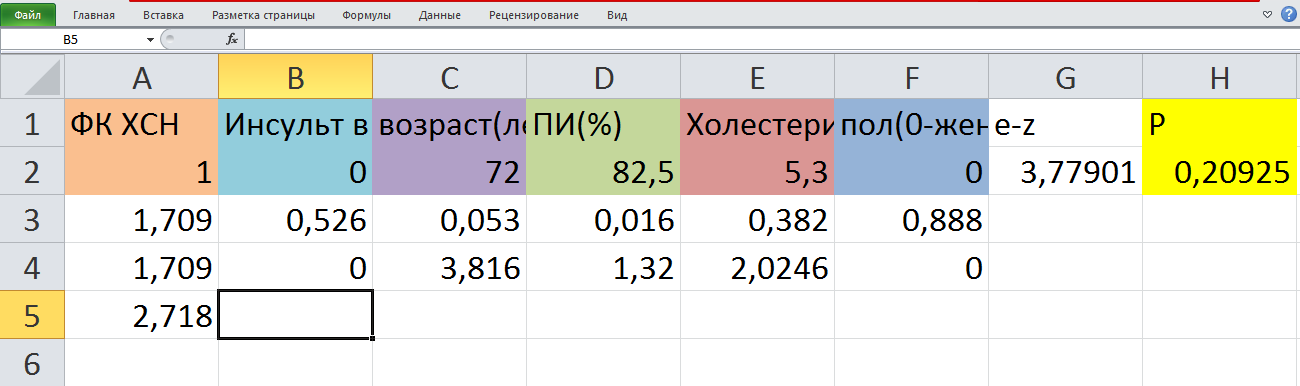 Файл Главная Вставка Разметка страницы Формулы Данные Рецензирование Вид
B5 fx
A B C D E F G H
1 ФК ХСН Инсульт в возраст(ле ПИ(%) Холестери пол(0-жен e-z P
2 1 0 72 82,5 5,3 0 3,77901 0,20925
3 1,709 0,526 0,053 0,016 0,382 0,888
4 1,709 0 3,816 1,32 2,0246 0
5 2,718
6